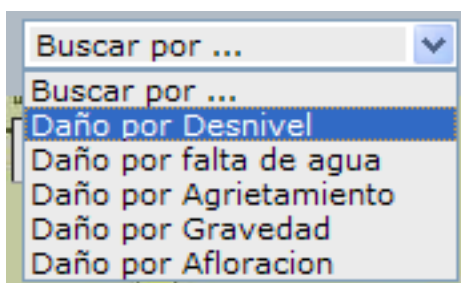 Buscar por ...
Buscar por ...
Daño por Desnivel
Daño por falta de agua
Daño por Agrietamiento
Daño por Gravedad
Daño por Afloracion